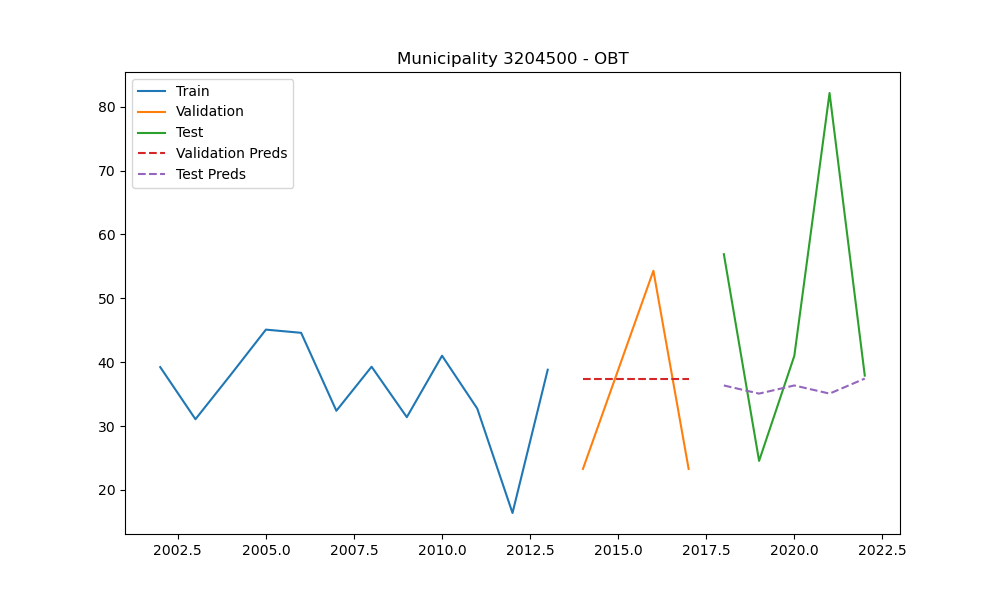 Municipality 3204500 - OBT
Train
Validation
Test
Validation Preds
Test Preds
80
70
60
50
40
30
20
2002.5 2005.0 2007.5 2010.0 2012.5 2015.0 2017.5 2020.0 2022.5